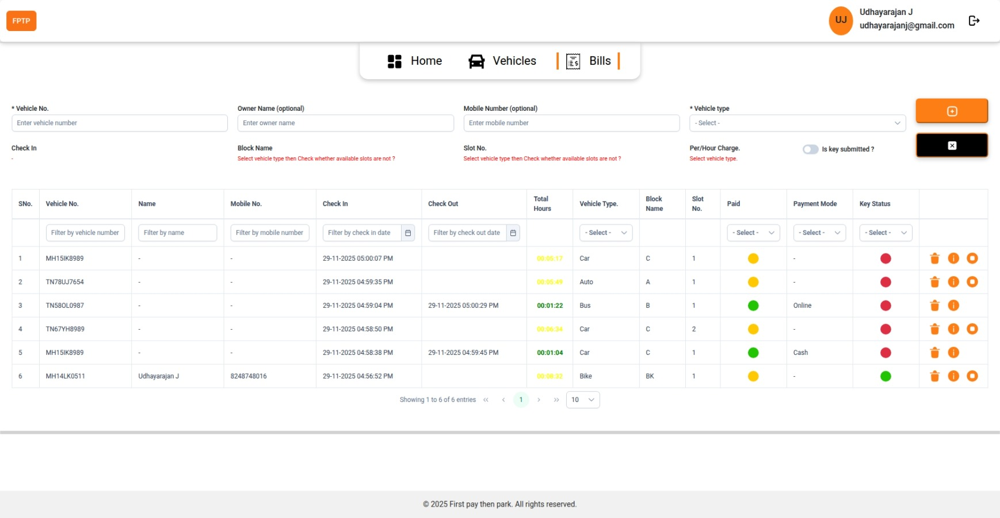 FPTP
UJ
Udhayarajan J
udhayarajanj@gmail.com
Home Vehicles Bills
* Vehicle No. Owner Name (optional) Mobile Number (optional) * Vehicle type
Enter vehicle number Enter owner name Enter mobile number - Select -
Check In Block Name Slot No. Per/Hour Charge. Is key submitted ?
- Select vehicle type then Check whether available slots are not ? Select vehicle type then Check whether available slots are not ? Select vehicle type.
SNo. Vehicle No. Name Mobile No. Check In Check Out Total Hours Vehicle Type. Block Name Slot No. Paid Payment Mode Key Status
Filter by vehicle number Filter by name Filter by mobile number Filter by check in date Filter by check out date - Select - - Select - - Select - - Select -
1 MH15IK8989 - - 29-11-2025 05:00:07 PM 00:05:17 Car C 1 -
2 TN78UJ7654 - - 29-11-2025 04:59:35 PM 00:05:49 Auto A 1 -
3 TN58OL0987 - - 29-11-2025 04:59:04 PM 29-11-2025 05:00:29 PM 00:01:22 Bus B 1 Online
4 TN67YH8989 - - 29-11-2025 04:58:50 PM 00:06:34 Car C 2 -
5 MH15IK8989 - - 29-11-2025 04:58:38 PM 29-11-2025 04:59:45 PM 00:01:04 Car C 1 Cash
6 MH14LK0511 Udhayarajan J 8248748016 29-11-2025 04:56:52 PM 00:08:32 Bike BK 1 -
Showing 1 to 6 of 6 entries « ‹ 1 › » 10
© 2025 First pay then park. All rights reserved.